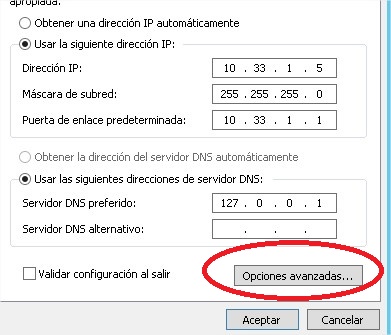 apropiada.
Obtener una dirección IP automáticamente
Usar la siguiente dirección IP:
Dirección IP: 10 . 33 . 1 . 5
Máscara de subred: 255 . 255 . 255 . 0
Puerta de enlace predeterminada: 10 . 33 . 1 . 1
Obtener la dirección del servidor DNS automáticamente
Usar las siguientes direcciones de servidor DNS:
Servidor DNS preferido: 127 . 0 . 0 . 1
Servidor DNS alternativo: . . .
Validar configuración al salir Opciones avanzadas...
Aceptar Cancelar